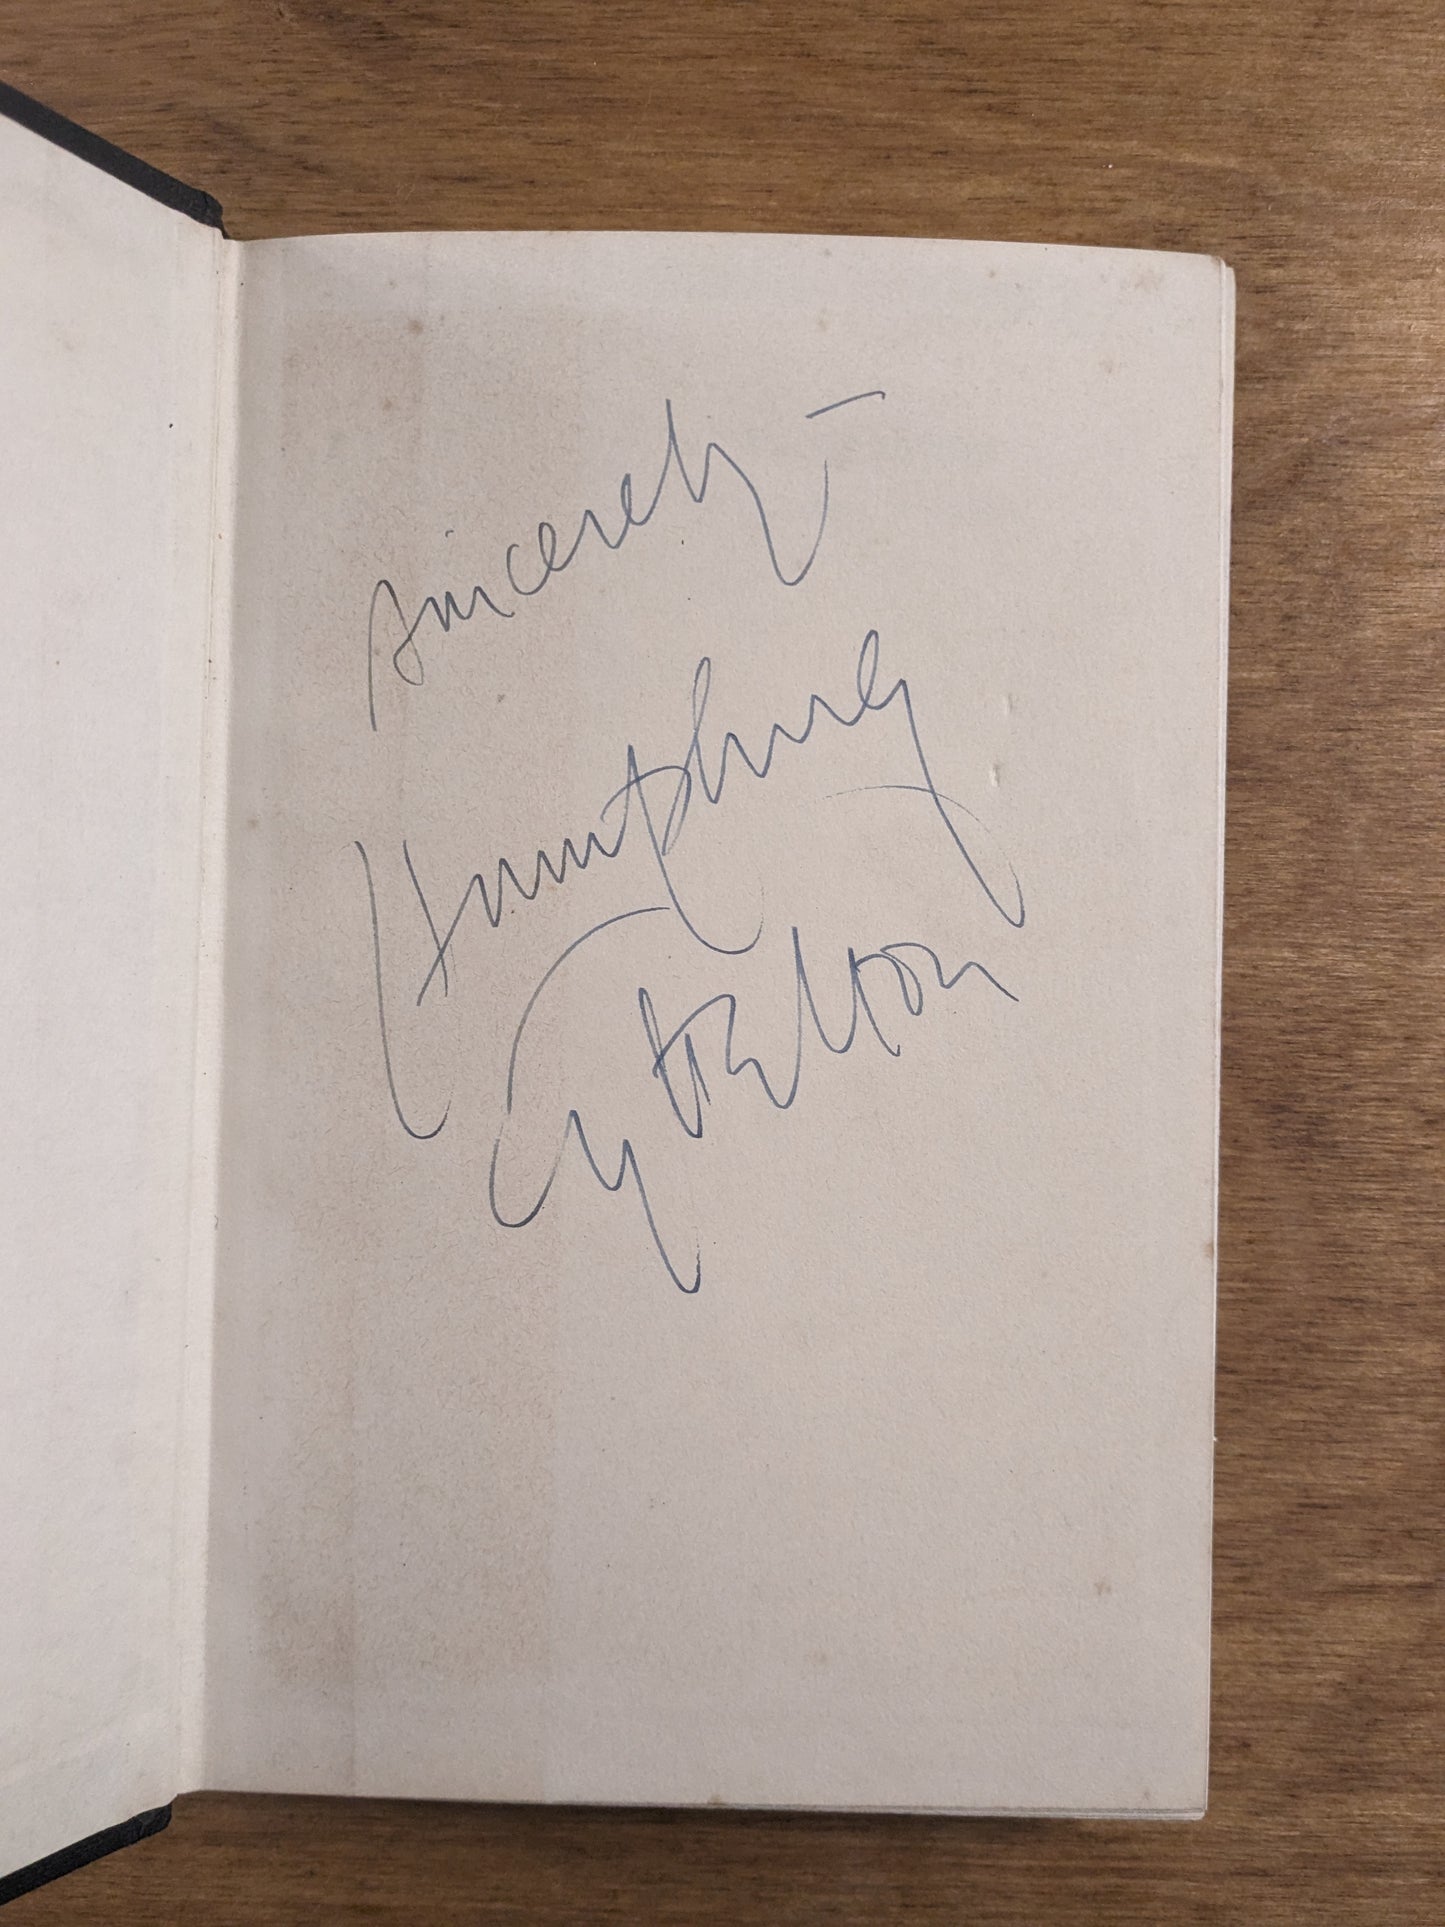 Sincerely –
Humphrey
Lyttelton